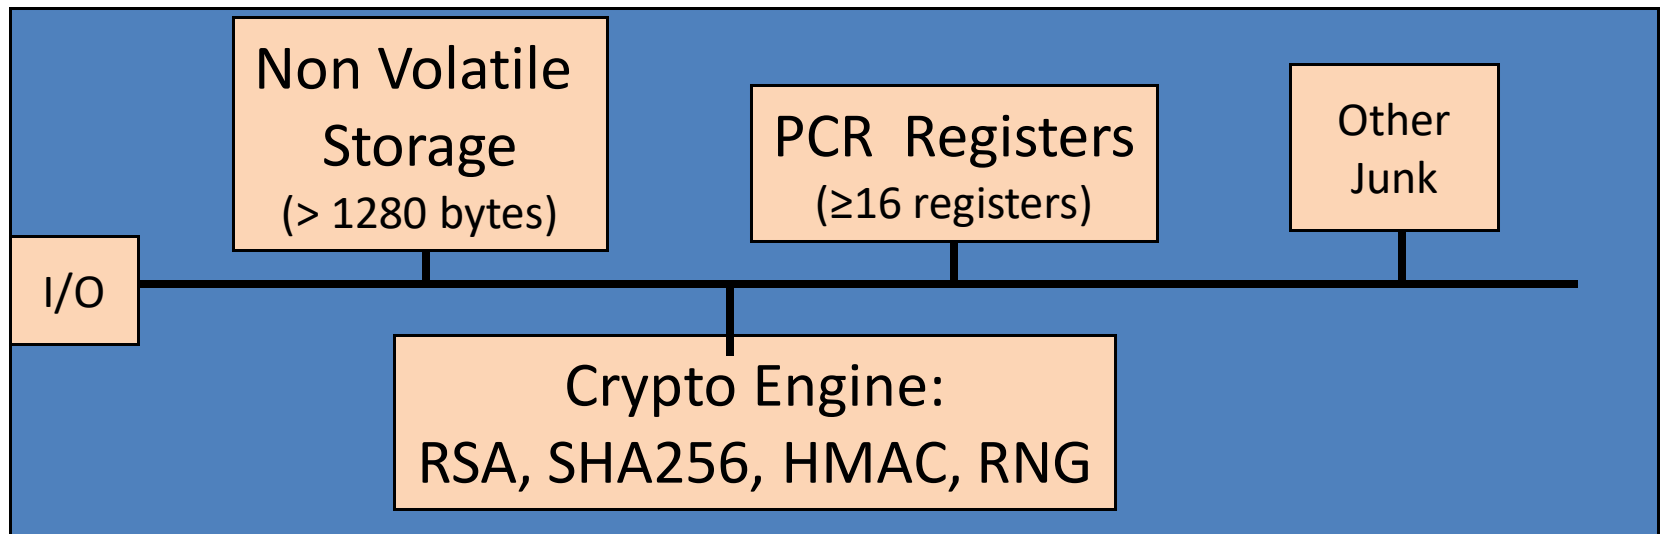 Non Volatile
Storage
(> 1280 bytes)
PCR  Registers
(≥16 registers)
Other
Junk
I/O
Crypto Engine:
RSA, SHA256, HMAC, RNG